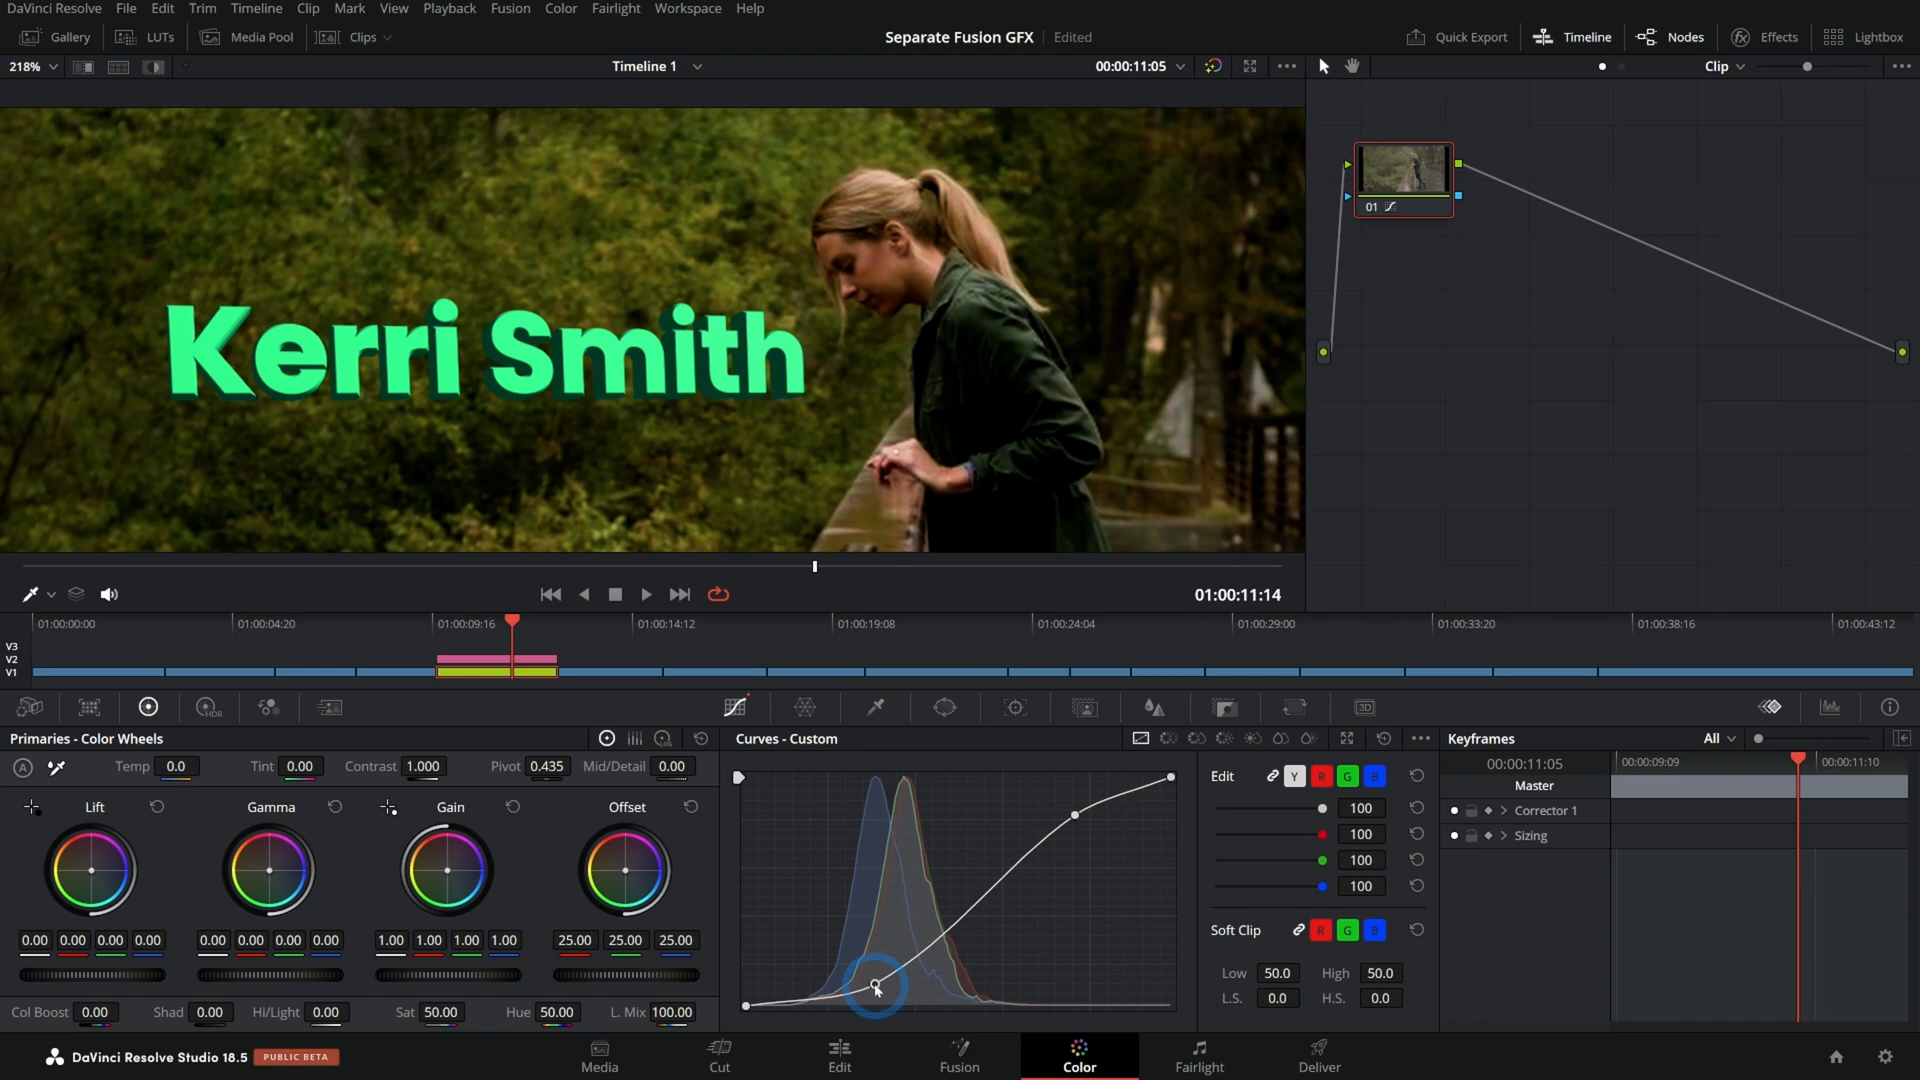 DaVinci Resolve File Edit Trim Timeline Clip Mark View Playback Fusion Color Fairlight Workspace Help
Gallery LUTs Media Pool Clips Separate Fusion GFX Edited Quick Export Timeline Nodes Effects Lightbox
218% Timeline 1 00:00:11:05 Clip
Kerri Smith
01
01:00:11:14
01:00:00:00 01:00:04:20 01:00:09:16 01:00:14:12 01:00:19:08 01:00:24:04 01:00:29:00 01:00:33:20 01:00:38:16 01:00:43:12
V3
V2
V1
HDR 3D
Primaries - Color Wheels LOG Curves - Custom Keyframes All
A Temp 0.0 Tint 0.00 Contrast 1.000 Pivot 0.435 Mid/Detail 0.00
Lift Gamma Gain Offset
0.00 0.00 0.00 0.00 0.00 0.00 0.00 0.00 1.00 1.00 1.00 1.00 25.00 25.00 25.00
Col Boost 0.00 Shad 0.00 Hi/Light 0.00 Sat 50.00 Hue 50.00 L. Mix 100.00
Edit Y R G B
100
100
100
100
Soft Clip R G B
Low 50.0 High 50.0
L.S. 0.0 H.S. 0.0
00:00:11:05 00:00:09:09 00:00:11:10
Master
Corrector 1
Sizing
DaVinci Resolve Studio 18.5 PUBLIC BETA
Media Cut Edit Fusion Color Fairlight Deliver